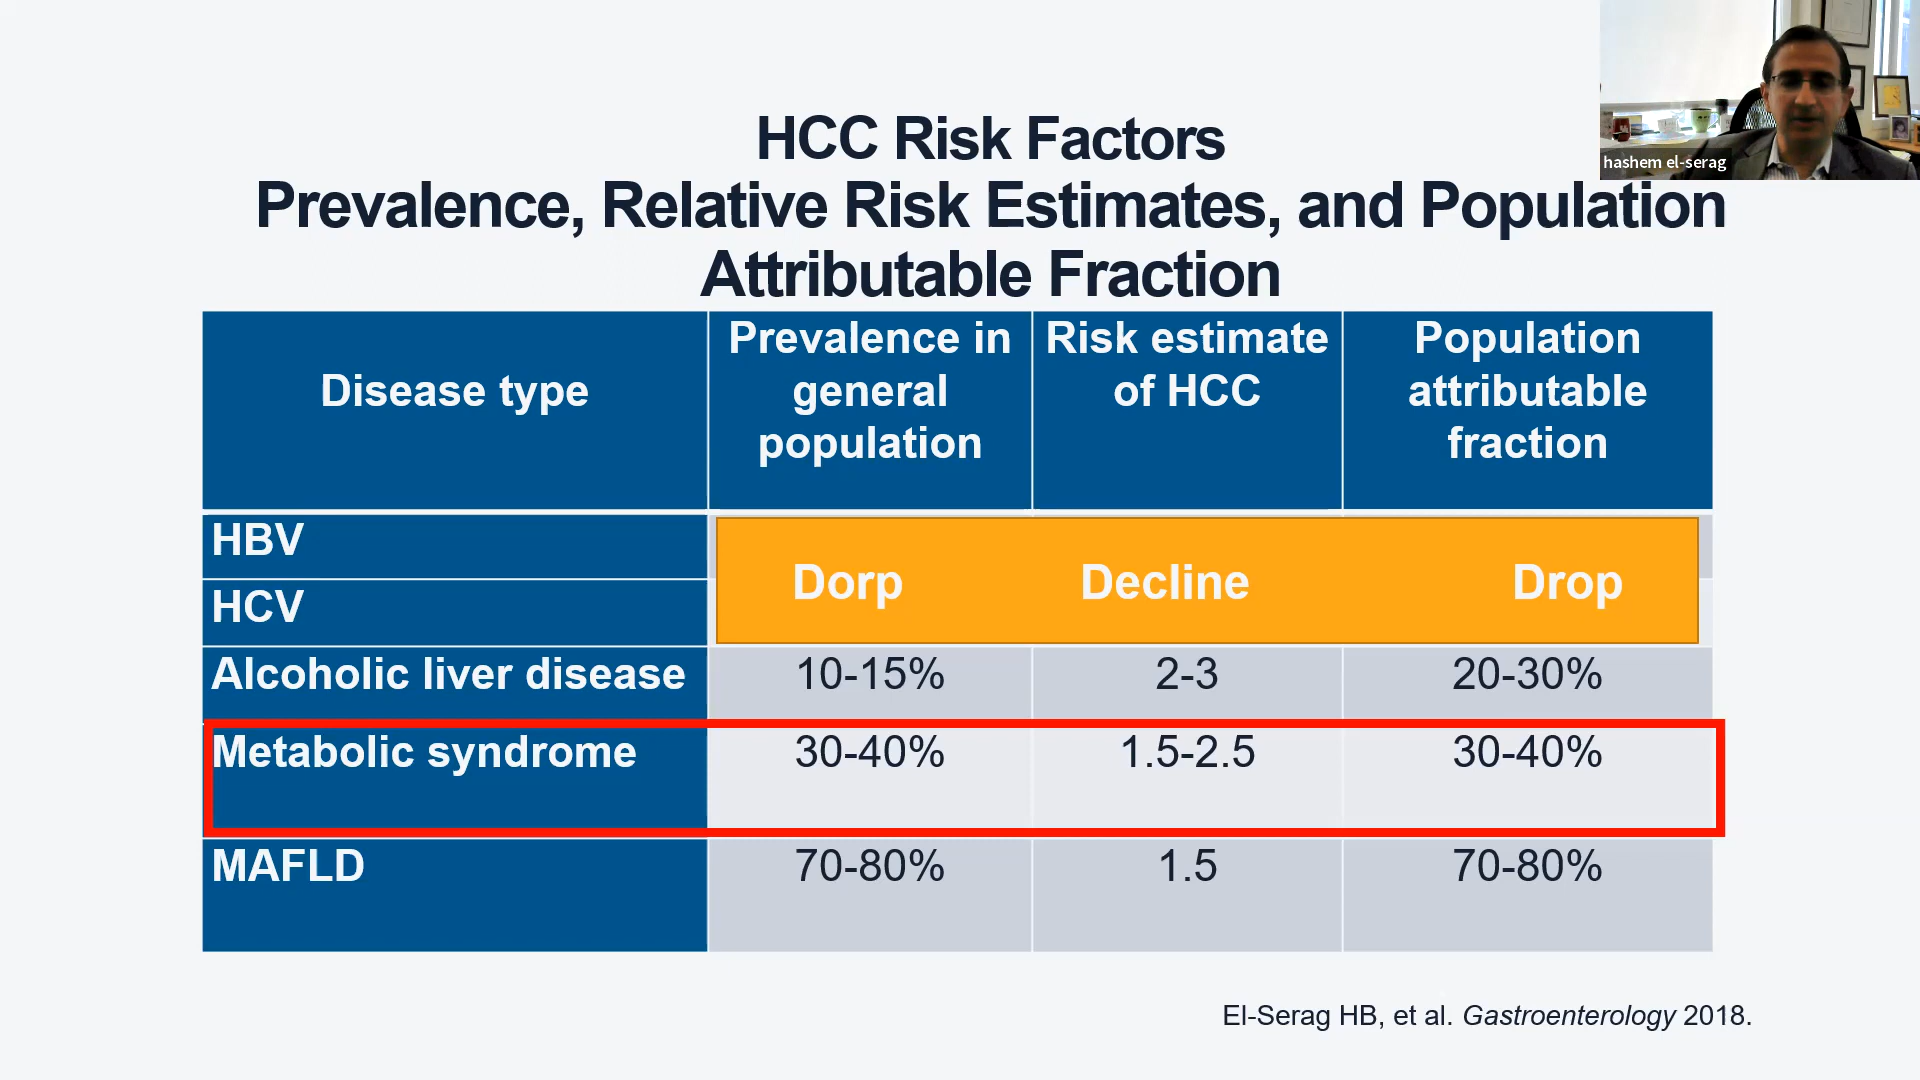 hashem el-serag
HCC Risk Factors
Prevalence, Relative Risk Estimates, and Population
Attributable Fraction
Disease type
Prevalence in
general
population
Risk estimate
of HCC
Population
attributable
fraction
HBV
HCV
Dorp Decline Drop
Alcoholic liver disease 10-15% 2-3 20-30%
Metabolic syndrome 30-40% 1.5-2.5 30-40%
MAFLD 70-80% 1.5 70-80%
El-Serag HB, et al. Gastroenterology 2018.